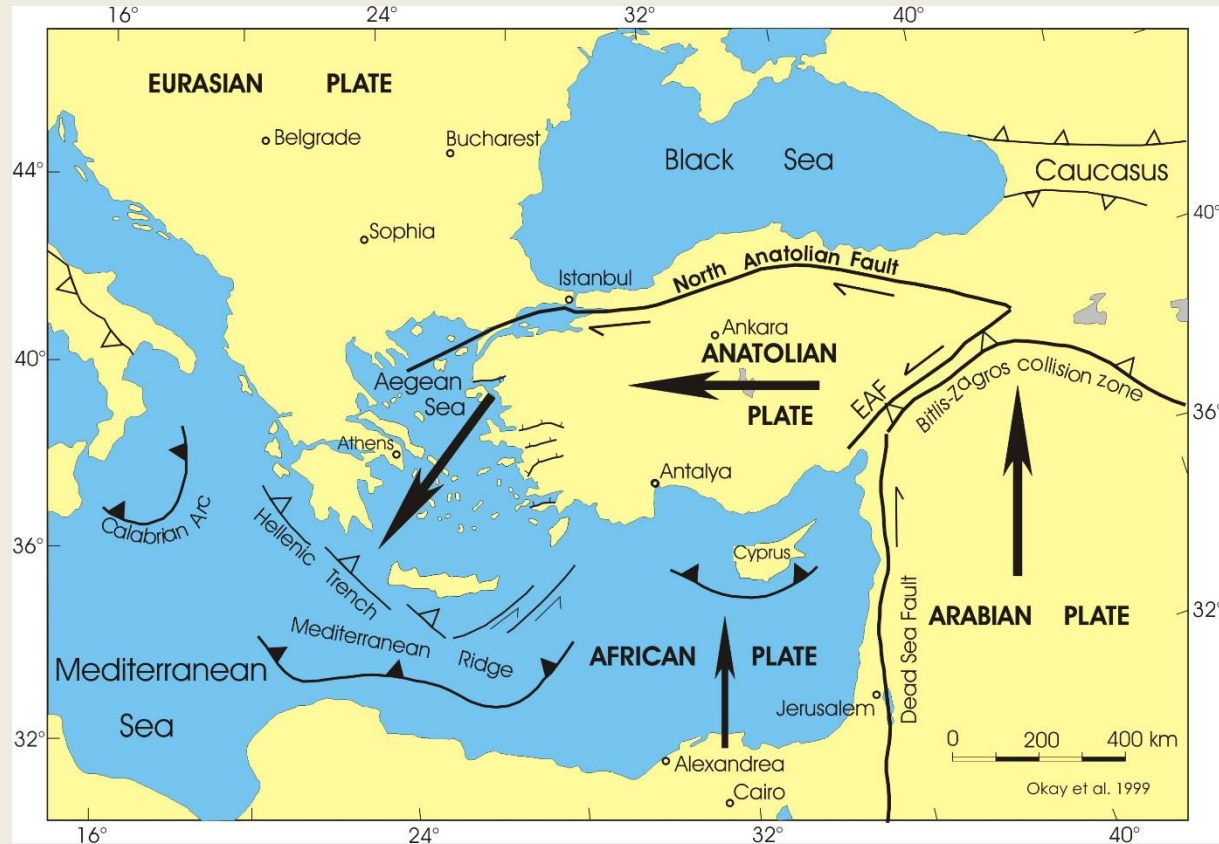 16° 24° 32° 40°
EURASIAN PLATE
Belgrade
Bucharest
Black Sea
Caucasus
44°
40°
Sophia
Istanbul
North Anatolian Fault
Ankara
40°
ANATOLIAN
PLATE
Aegean
Sea
EAF
Bitlis-zagros collision zone
36°
Athens
Antalya
Calabrian Arc
Hellenic Trench
Cyprus
36°
ARABIAN PLATE
32°
Mediterranean Ridge
AFRICAN PLATE
Mediterranean
Sea
Dead Sea Fault
Jerusalem
32°
0 200 400 km
Alexandrea
Okay et al. 1999
Cairo
16° 24° 32° 40°